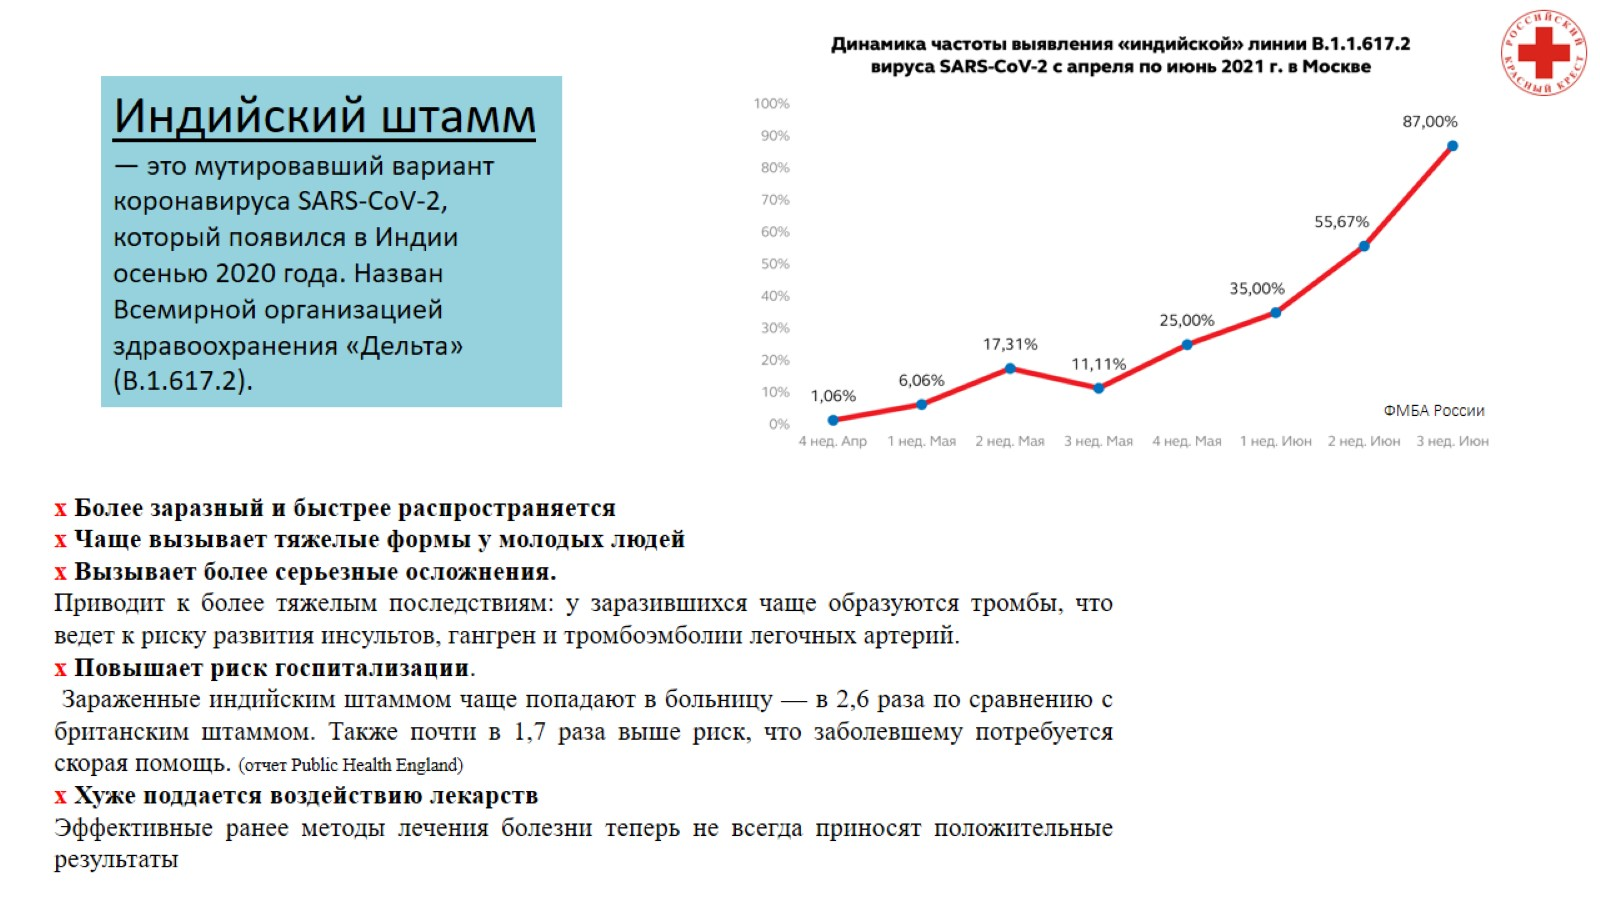 Индийский штамм
— это мутировавший вариант
коронавируса SARS-CoV-2,
который появился в Индии
осенью 2020 года. Назван
Всемирной организацией
здравоохранения «Дельта»
(B.1.617.2).
Динамика частоты выявления «индийской» линии B.1.1.617.2
вируса SARS-CoV-2 с апреля по июнь 2021 г. в Москве
РОССИЙСКИЙ КРАСНЫЙ КРЕСТ
100%
90%
80%
70%
60%
50%
40%
30%
20%
10%
0%
1,06%
6,06%
17,31%
11,11%
25,00%
35,00%
55,67%
87,00%
ФМБА России
4 нед. Апр 1 нед. Мая 2 нед. Мая 3 нед. Мая 4 нед. Мая 1 нед. Июн 2 нед. Июн 3 нед. Июн
х Более заразный и быстрее распространяется
х Чаще вызывает тяжелые формы у молодых людей
х Вызывает более серьезные осложнения.
Приводит к более тяжелым последствиям: у заразившихся чаще образуются тромбы, что
ведет к риску развития инсультов, гангрен и тромбоэмболии легочных артерий.
х Повышает риск госпитализации.
Зараженные индийским штаммом чаще попадают в больницу — в 2,6 раза по сравнению с
британским штаммом. Также почти в 1,7 раза выше риск, что заболевшему потребуется
скорая помощь. (отчет Public Health England)
х Хуже поддается воздействию лекарств
Эффективные ранее методы лечения болезни теперь не всегда приносят положительные
результаты